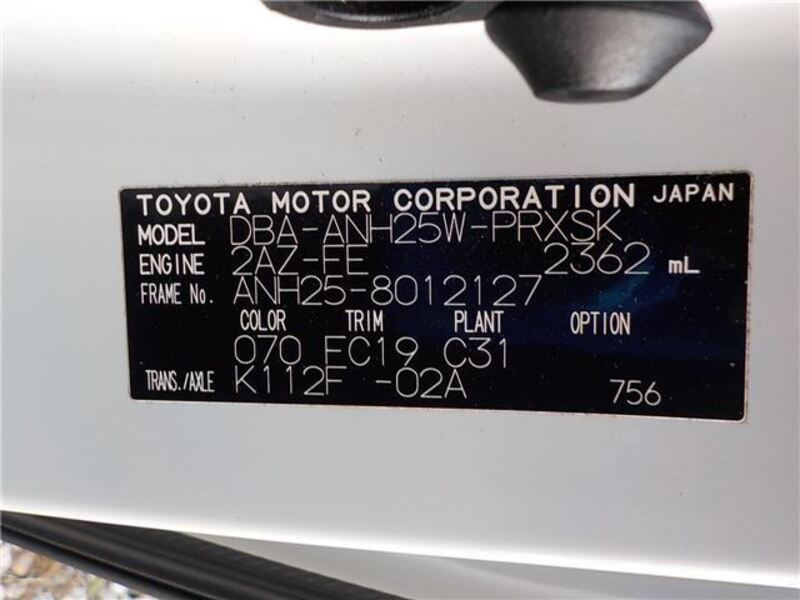 TOYOTA MOTOR CORPORATION JAPAN
MODEL DBA-ANH25W-PRXSK
ENGINE 2AZ-FE 2362 mL
FRAME No. ANH25-8012127
COLOR TRIM PLANT OPTION
070 FC19 C31
TRANS./AXLE K112F -02A 756